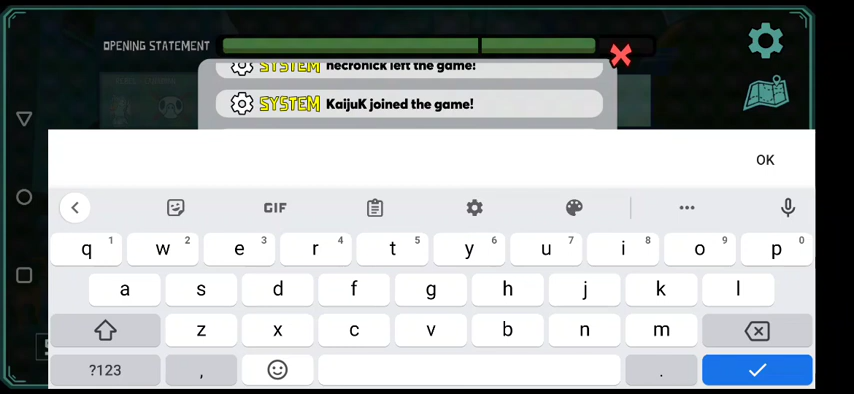 OPENING STATEMENT
SYSTEM necronick left the game!
SYSTEM KaijuK joined the game!
OK
GIF
q 1 w 2 e 3 r 4 t 5 y 6 u 7 i 8 o 9 p 0
a s d f g h j k l
z x c v b n m
?123 , .